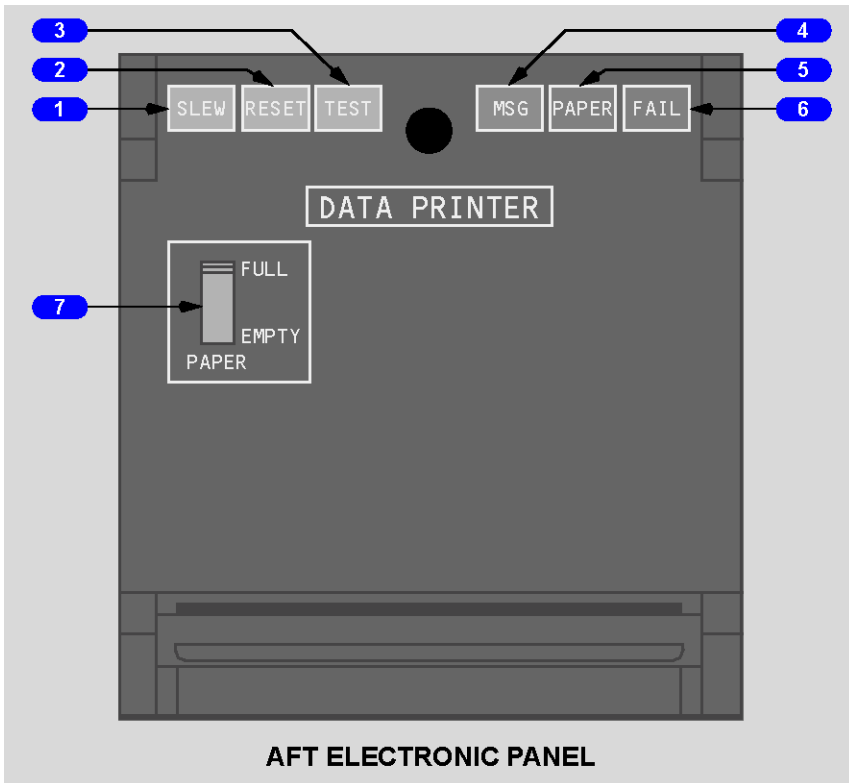 3
4
2
5
1
6
SLEW RESET TEST MSG PAPER FAIL
DATA PRINTER
FULL
7
EMPTY
PAPER
AFT ELECTRONIC PANEL